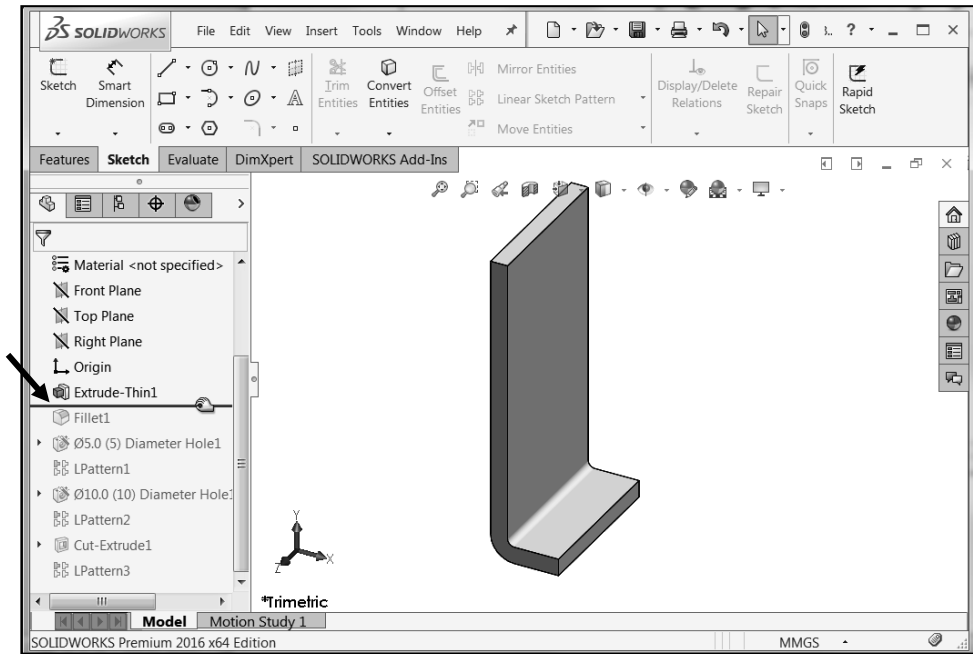 SOLIDWORKS File Edit View Insert Tools Window Help
Sketch Smart Dimension Trim Entities Convert Entities Offset Entities Mirror Entities Linear Sketch Pattern Move Entities Display/Delete Relations Repair Sketch Quick Snaps Rapid Sketch
Features Sketch Evaluate DimXpert SOLIDWORKS Add-Ins
Material <not specified>
Front Plane
Top Plane
Right Plane
Origin
Extrude-Thin1
Fillet1
Ø5.0 (5) Diameter Hole1
LPattern1
Ø10.0 (10) Diameter Hole1
LPattern2
Cut-Extrude1
LPattern3
Y
X
Z
*Trimetric
Model Motion Study 1
SOLIDWORKS Premium 2016 x64 Edition MMGS